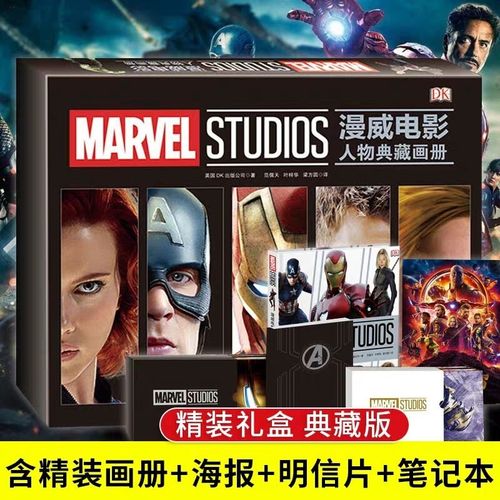 DK
MARVEL STUDIOS
漫威电影
人物典藏画册
美国DK出版公司 著
STUDIOS
MARVEL STUDIOS
MARVEL STUDIOS
精装礼盒 典藏版
含精装画册+海报+明信片+笔记本